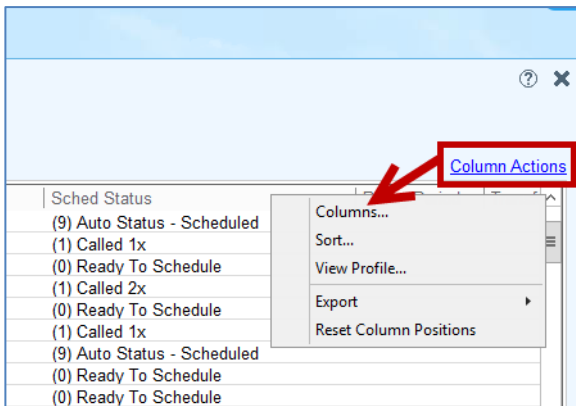 Column Actions
Sched Status
(9) Auto Status - Scheduled
(1) Called 1x
(0) Ready To Schedule
(1) Called 2x
(0) Ready To Schedule
(1) Called 1x
(9) Auto Status - Scheduled
(0) Ready To Schedule
(0) Ready To Schedule
Columns...
Sort...
View Profile...
Export
Reset Column Positions